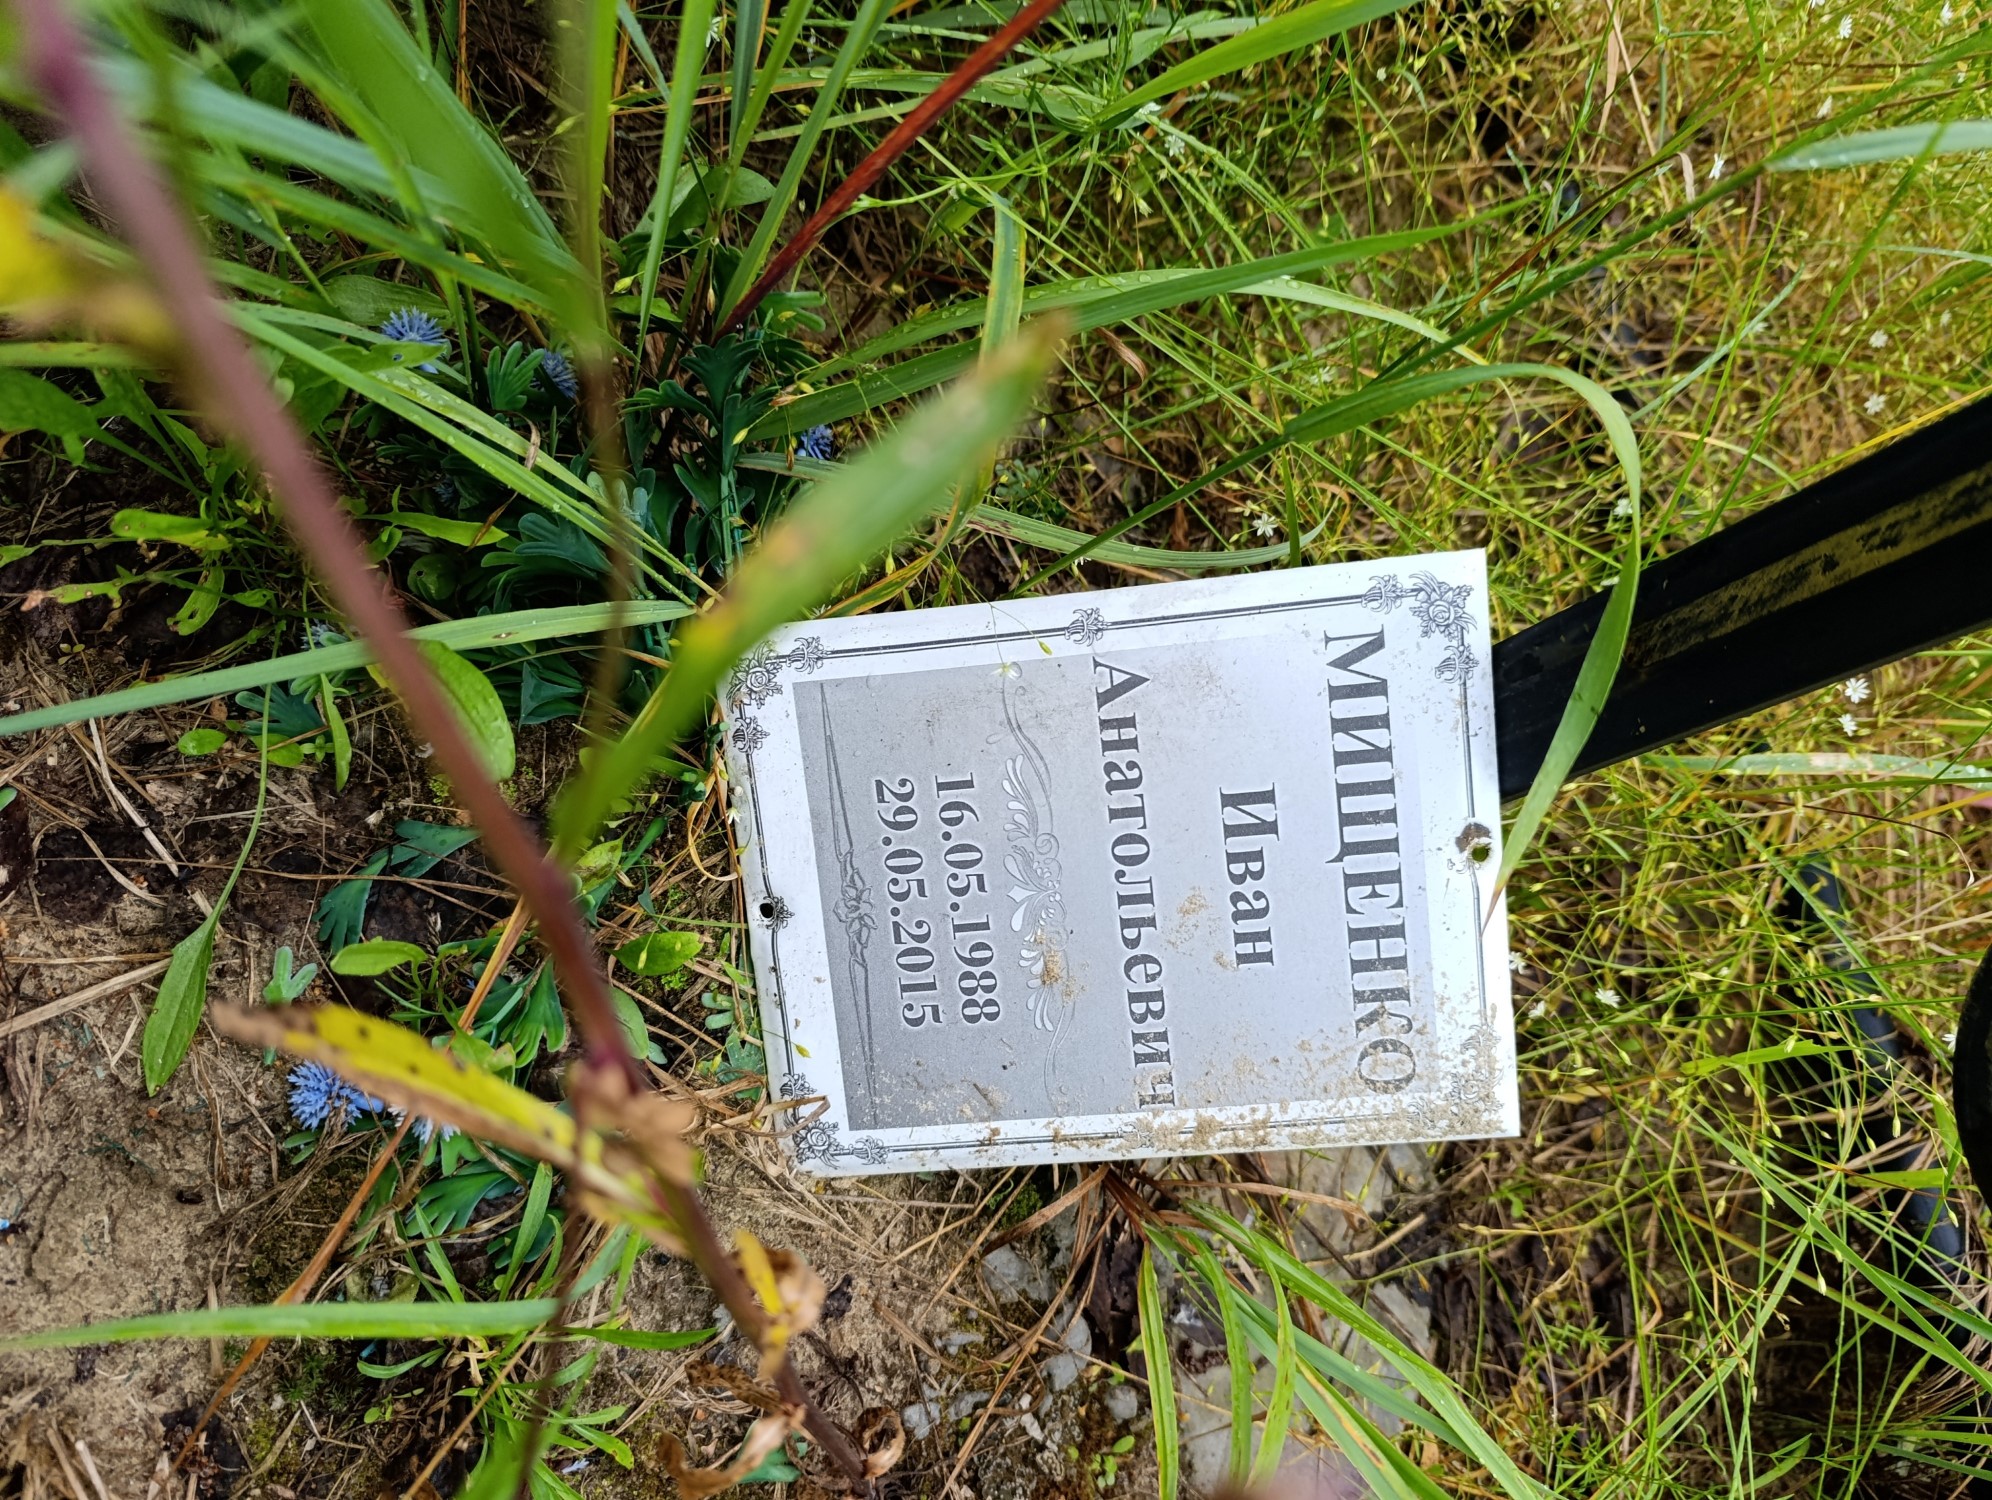 МИЩЕНКО
Иван
Анатольевич
16.05.1988
29.05.2015